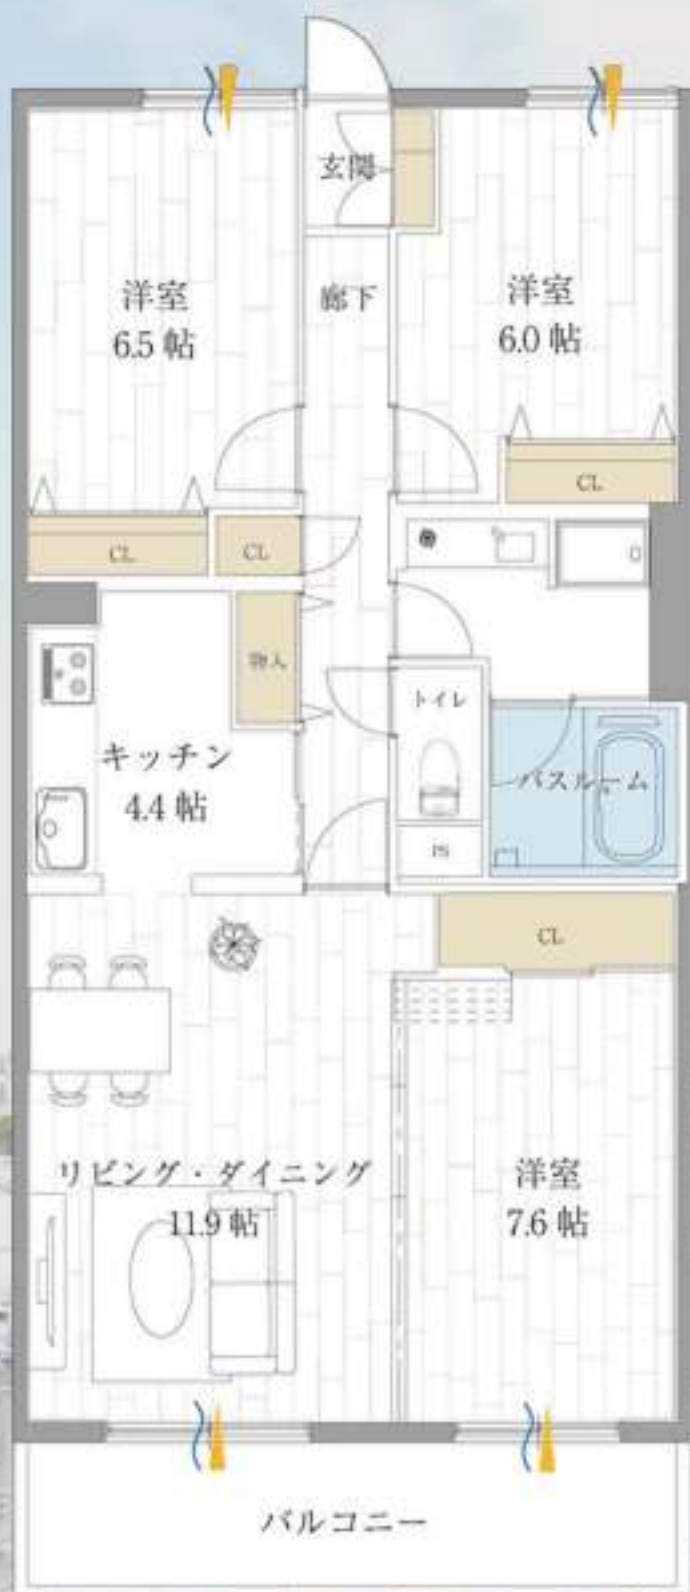 玄関
洋室
6.5 帖
廊下
洋室
6.0 帖
CL
CL
CL
物入
トイレ
キッチン
4.4 帖
バスルーム
PS
CL
リビング・ダイニング
11.9 帖
洋室
7.6 帖
バルコニー